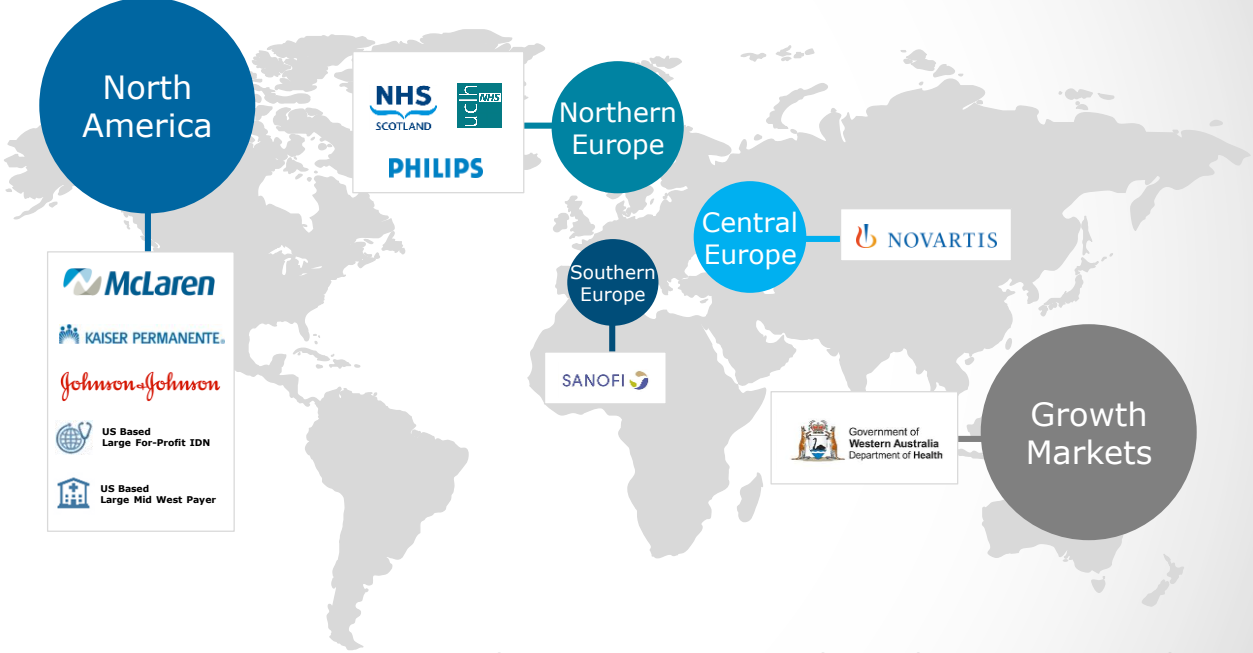 North
America
McLaren
KAISER PERMANENTE®
Johnson & Johnson
US Based
Large For-Profit IDN
US Based
Large Mid West Payer
NHS
SCOTLAND
uclh
NHS
PHILIPS
Northern
Europe
Central
Europe
NOVARTIS
Southern
Europe
SANOFI
Government of
Western Australia
Department of Health
Growth
Markets